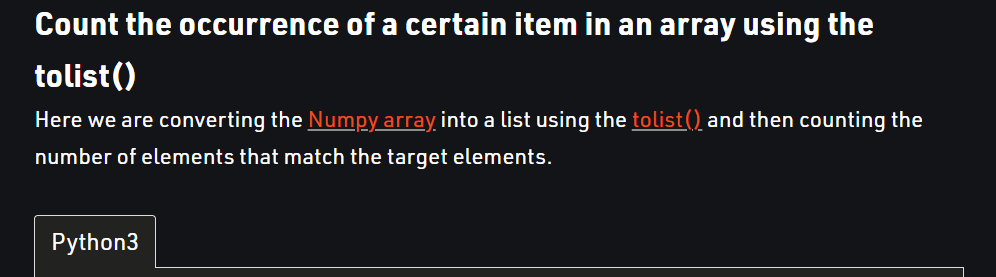 Count the occurrence of a certain item in an array using the
tolist()
Here we are converting the Numpy array into a list using the tolist() and then counting the
number of elements that match the target elements.
Python3